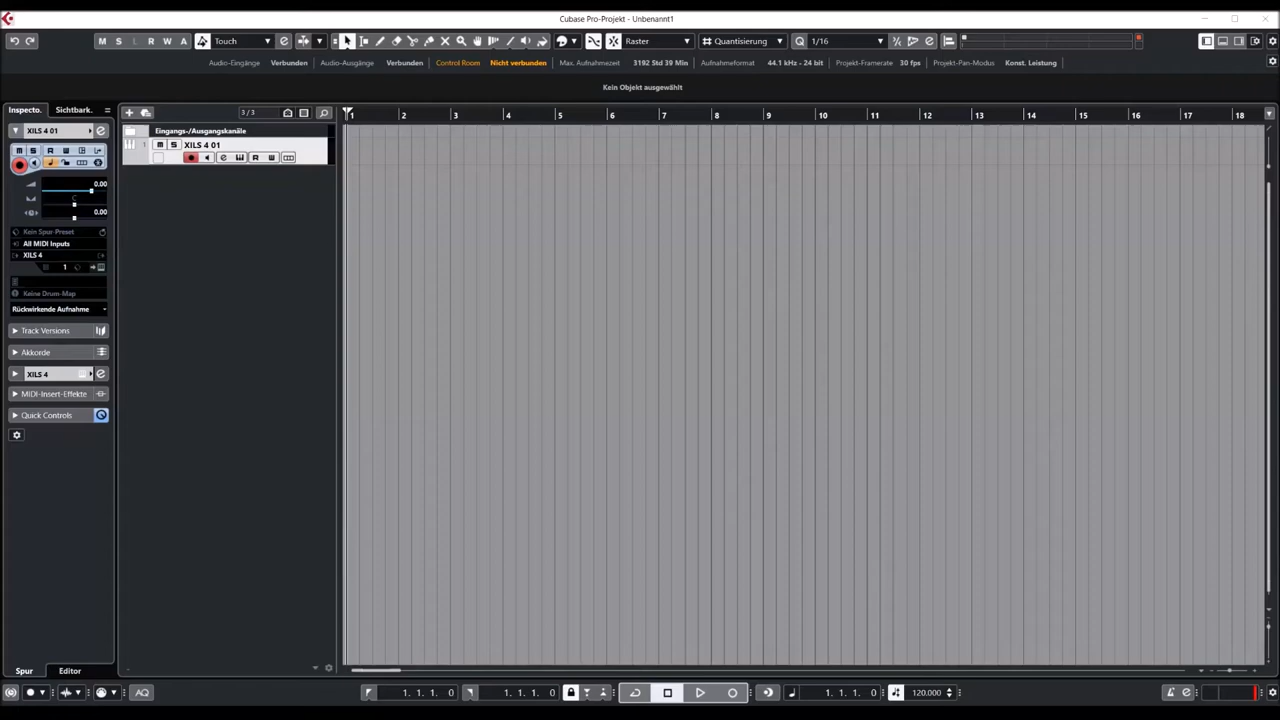 Cubase Pro-Projekt - Unbenannt1
M S L R W A Touch Raster Quantisierung Q 1/16
Audio-Eingänge Verbunden Audio-Ausgänge Verbunden Control Room Nicht verbunden Max. Aufnahmezeit 3192 Std 39 Min Aufnahmeformat 44.1 kHz - 24 bit Projekt-Framerate 30 fps Projekt-Pan-Modus Konst. Leistung
Kein Objekt ausgewählt
Inspecto. Sichtbark. 3/3 1 2 3 4 5 6 7 8 9 10 11 12 13 14 15 16 17 18
XILS 4 01 Eingangs-/Ausgangskanäle
1 M S XILS 4 01
M S R W
R W
0.00
C
0.00
Kein Spur-Preset
All MIDI Inputs
XILS 4
1
Keine Drum-Map
Rückwirkende Aufnahme
Track Versions
Akkorde
XILS 4
MIDI-Insert-Effekte
Quick Controls
Spur Editor
AQ 1. 1. 1. 0 1. 1. 1. 0 1. 1. 1. 0 120.000